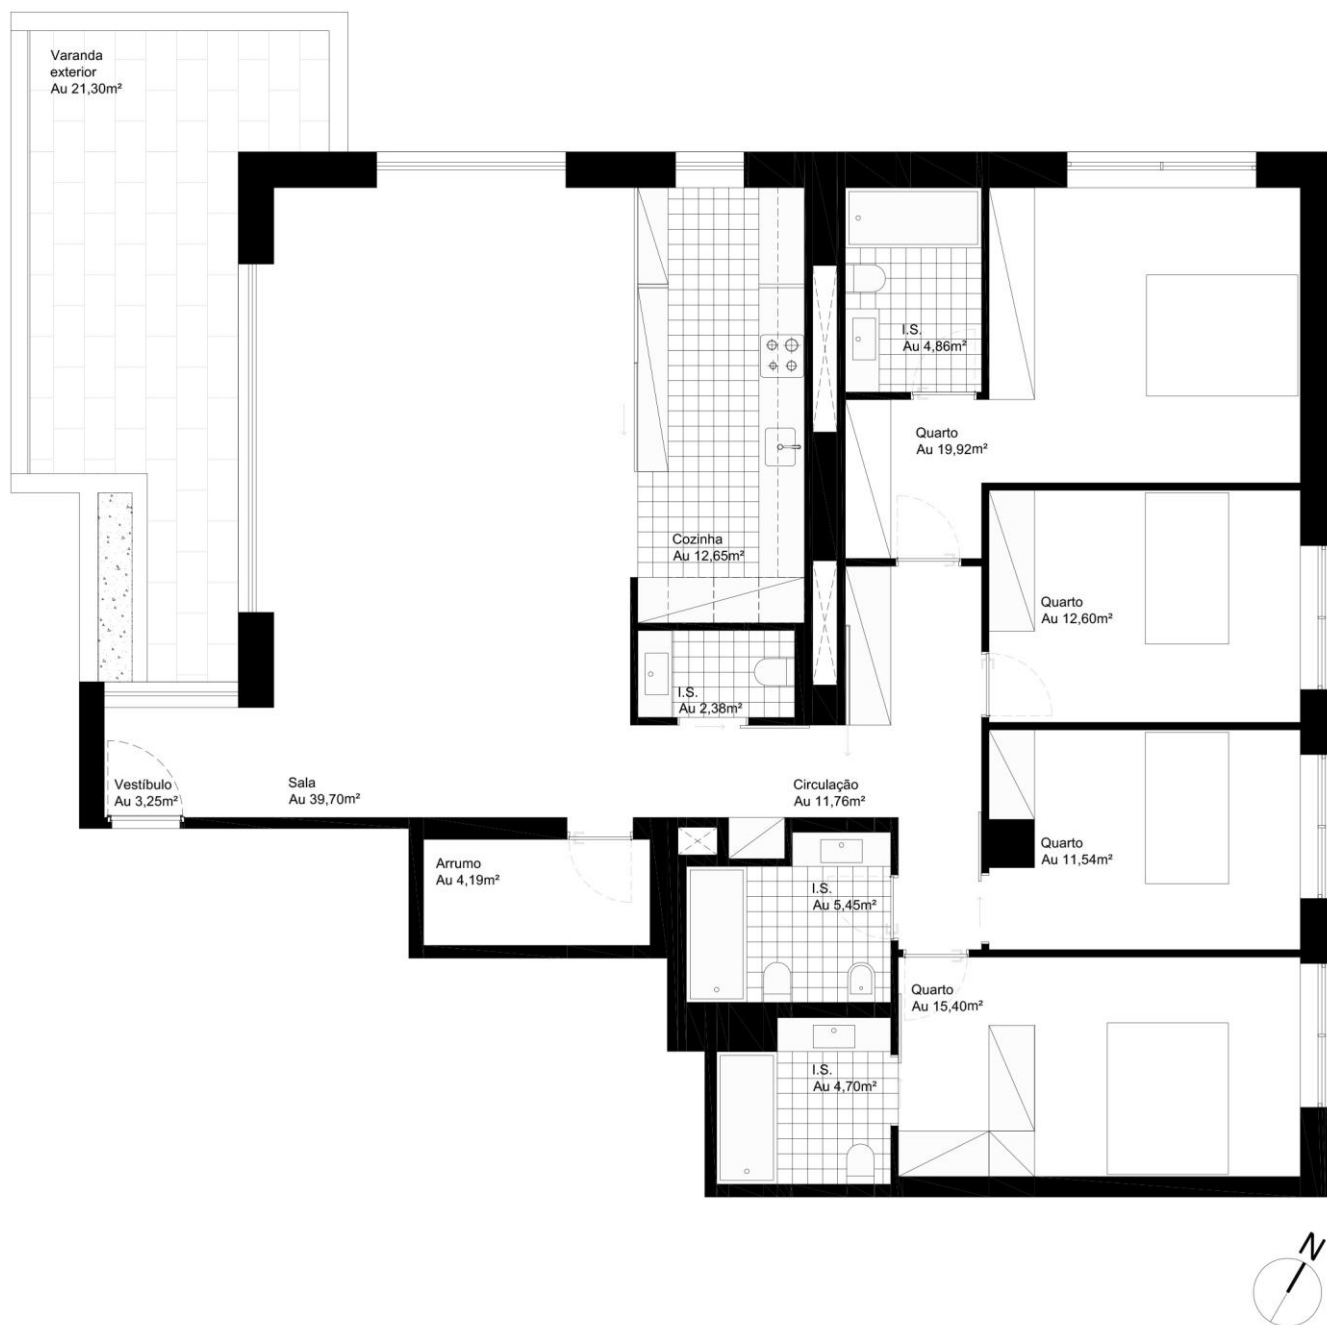 Varanda
exterior
Au 21,30m²
I.S.
Au 4,86m²
Quarto
Au 19,92m²
Cozinha
Au 12,65m²
Quarto
Au 12,60m²
I.S.
Au 2,38m²
Vestíbulo
Au 3,25m²
Sala
Au 39,70m²
Circulação
Au 11,76m²
Arrumo
Au 4,19m²
I.S.
Au 5,45m²
Quarto
Au 11,54m²
Quarto
Au 15,40m²
I.S.
Au 4,70m²
N